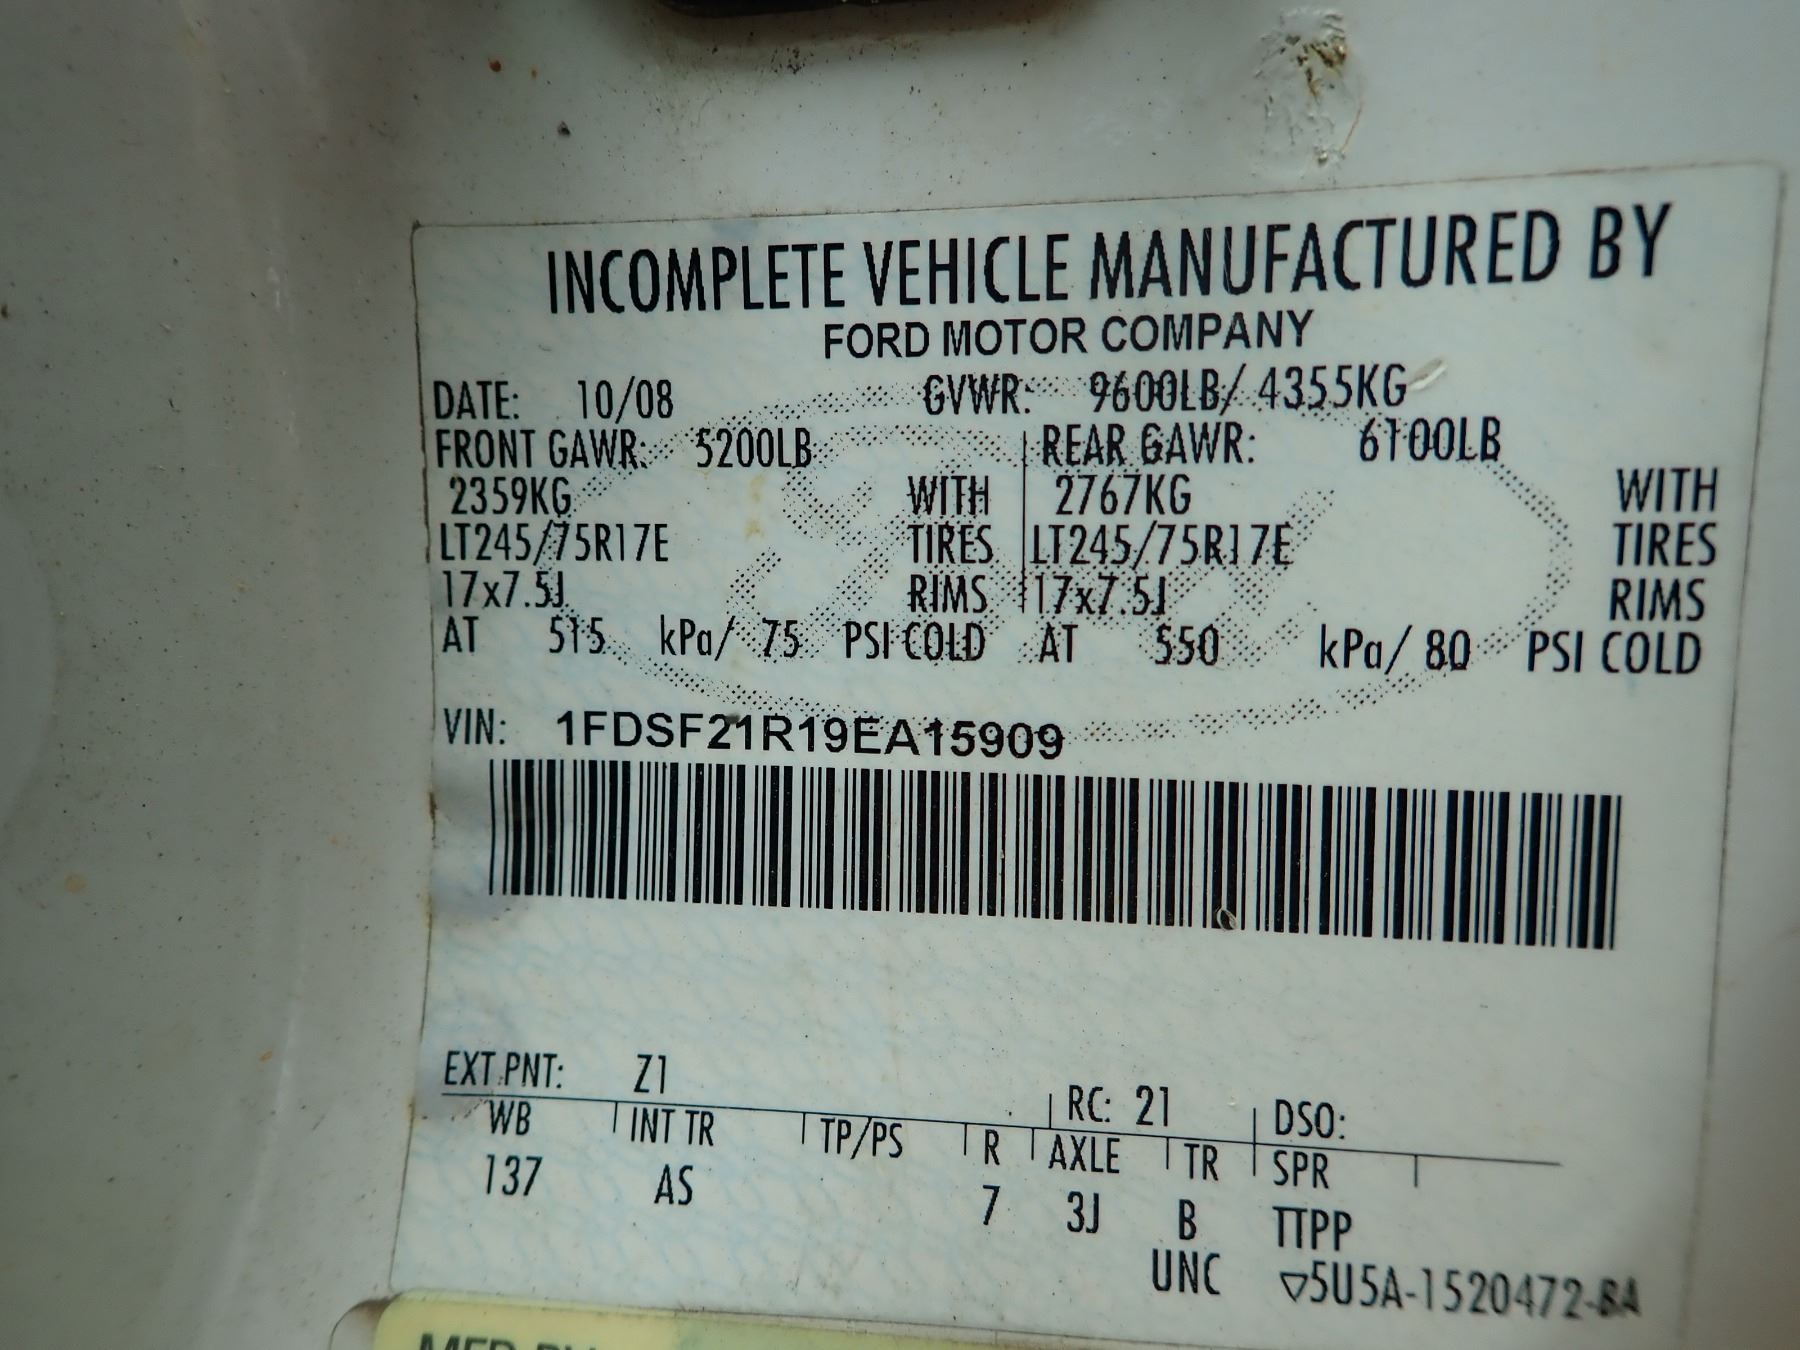 INCOMPLETE VEHICLE MANUFACTURED BY
FORD MOTOR COMPANY
DATE: 10/08 GVWR: 9600LB/ 4355KG
FRONT GAWR: 5200LB REAR GAWR: 6100LB
2359KG WITH 2767KG WITH
LT245/75R17E TIRES LT245/75R17E TIRES
17x7.5J RIMS 17x7.5J RIMS
AT 515 kPa/ 75 PSI COLD AT 550 kPa/ 80 PSI COLD
VIN: 1FDSF21R19EA15909
EXT PNT: Z1 RC: 21 DSO:
WB INT TR TP/PS R AXLE TR SPR
137 AS 7 3J B TTPP
UNC ▽5U5A-1520472-BA